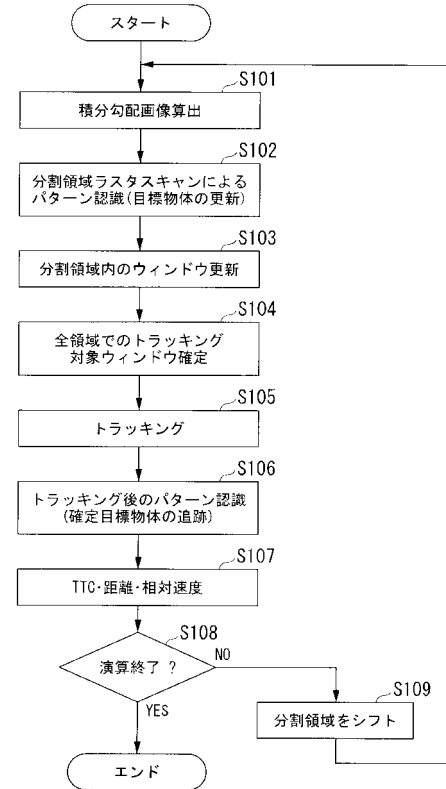 スタート
S101
積分勾配画像算出
S102
分割領域ラスタスキャンによる
パターン認識(目標物体の更新)
S103
分割領域内のウィンドウ更新
S104
全領域でのトラッキング
対象ウィンドウ確定
S105
トラッキング
S106
トラッキング後のパターン認識
(確定目標物体の追跡)
S107
TTC・距離・相対速度
S108
演算終了 ?
NO
YES
S109
分割領域をシフト
エンド